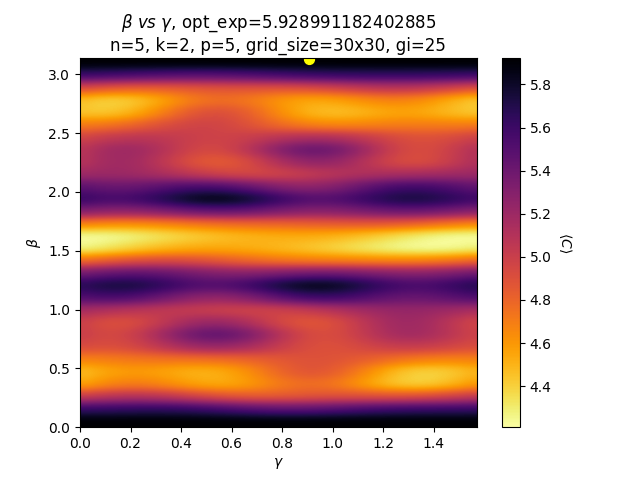 β vs γ, opt_exp=5.928991182402885
n=5, k=2, p=5, grid_size=30x30, gi=25
3.0
2.5
2.0
1.5
1.0
0.5
0.0
β
0.0 0.2 0.4 0.6 0.8 1.0 1.2 1.4
γ
5.8
5.6
5.4
5.2
5.0
4.8
4.6
4.4
⟨C⟩